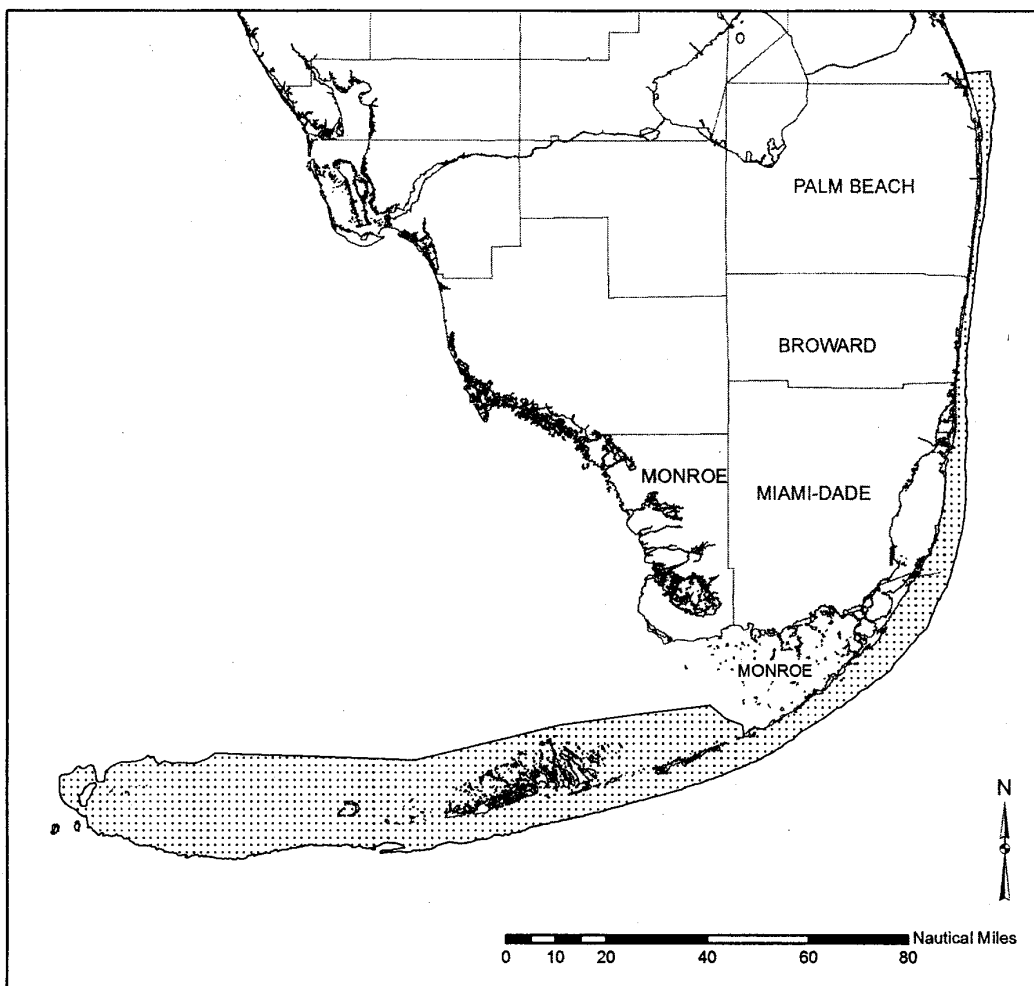 PALM BEACH
BROWARD
MONROE
MIAMI-DADE
MONROE
N
Nautical Miles
0 10 20 40 60 80